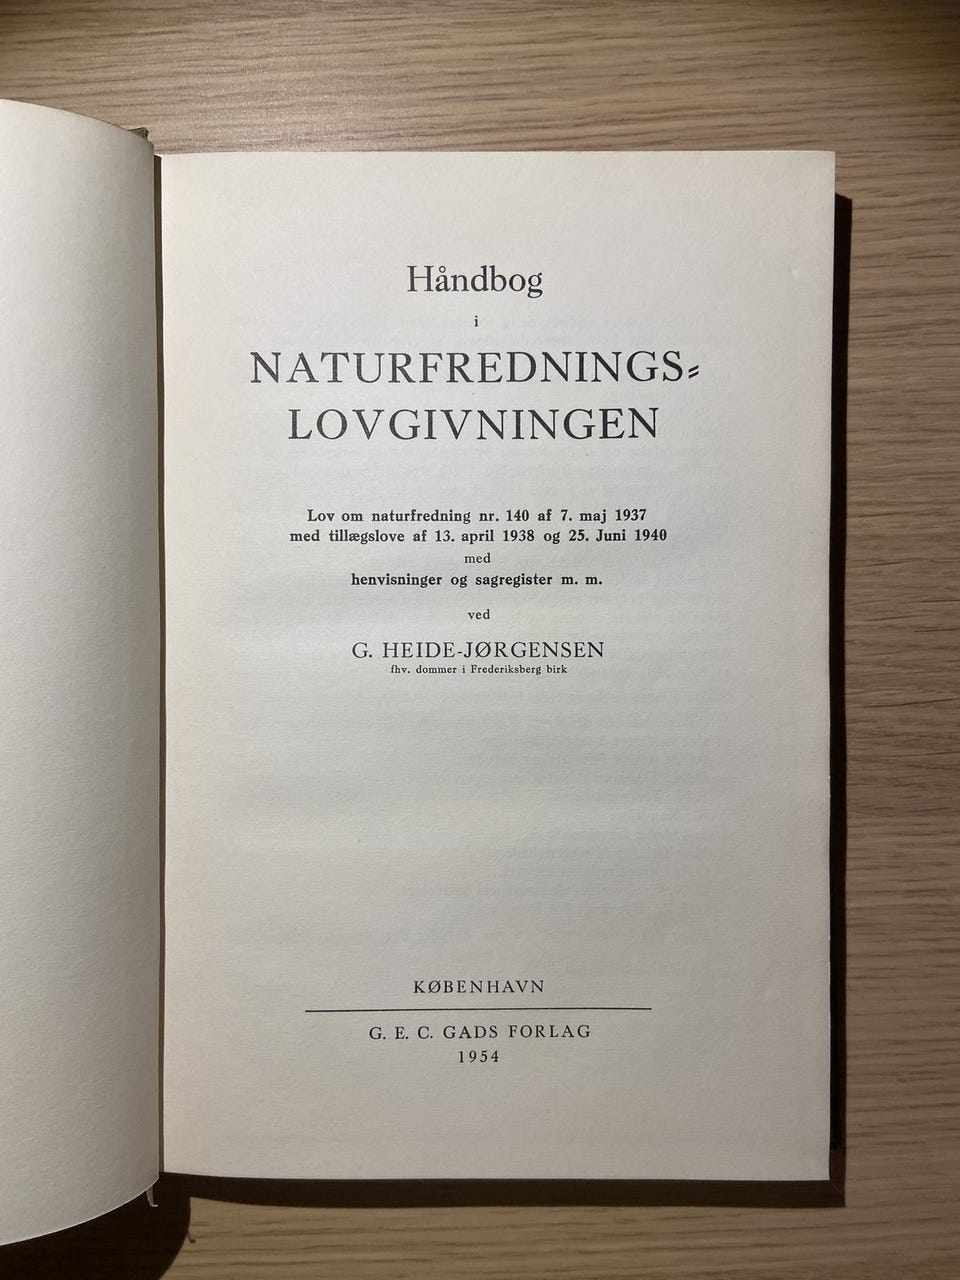 Håndbog
i
NATURFREDNINGS-
LOVGIVNINGEN
Lov om naturfredning nr. 140 af 7. maj 1937
med tillægslove af 13. april 1938 og 25. Juni 1940
med
henvisninger og sagregister m. m.
ved
G. HEIDE-JØRGENSEN
fhv. dommer i Frederiksberg birk
KØBENHAVN
G. E. C. GADS FORLAG
1954